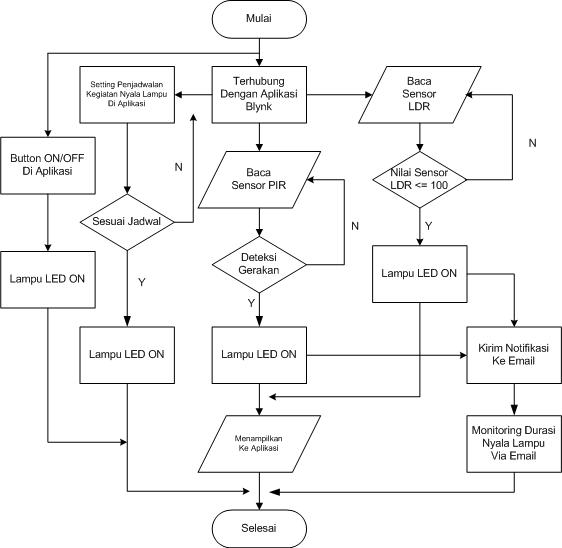 Mulai
Setting Penjadwalan
Kegiatan Nyala Lampu
Di Aplikasi
Terhubung
Dengan Aplikasi
Blynk
Baca
Sensor
LDR
Button ON/OFF
Di Aplikasi
N
Baca
Sensor PIR
N
Nilai Sensor
LDR <= 100
Sesuai Jadwal
N
Y
Deteksi
Gerakan
Lampu LED ON
Y
Lampu LED ON
Y
Lampu LED ON
Lampu LED ON
Kirim Notifikasi
Ke Email
Menampilkan
Ke Aplikasi
Monitoring Durasi
Nyala Lampu
Via Email
Selesai